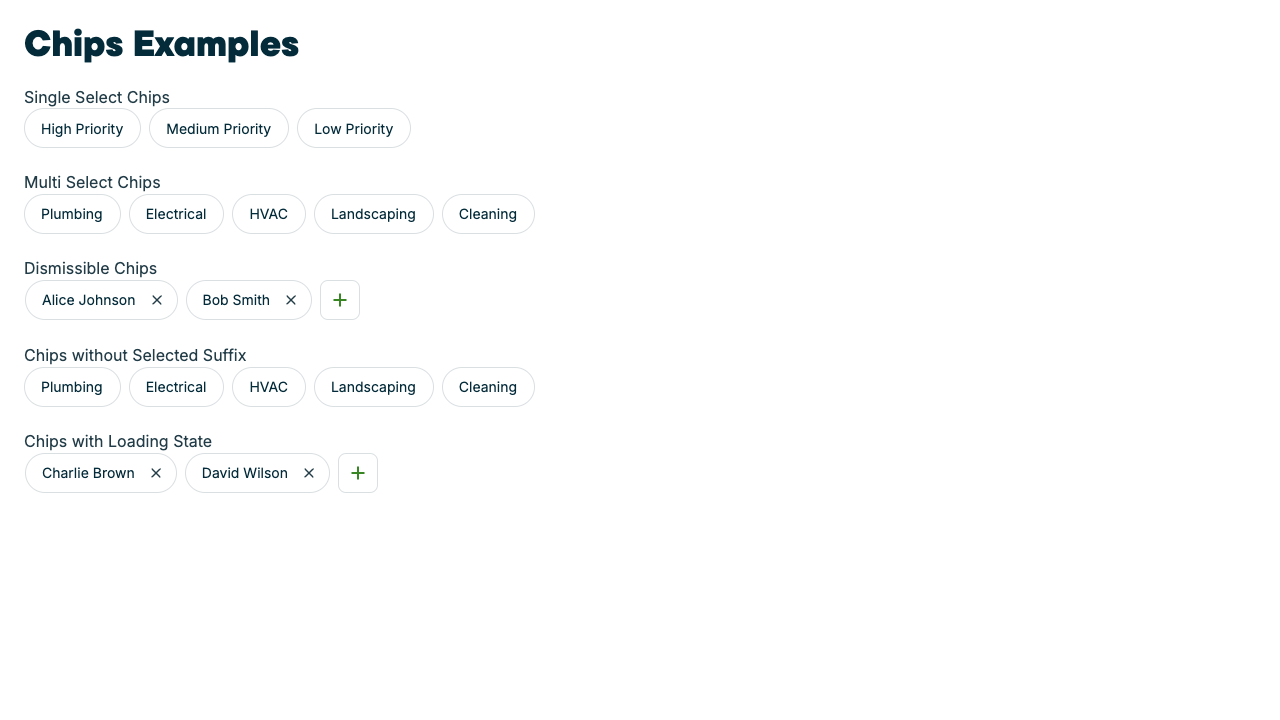 Chips Examples
Single Select Chips
High Priority Medium Priority Low Priority
Multi Select Chips
Plumbing Electrical HVAC Landscaping Cleaning
Dismissible Chips
Alice Johnson Bob Smith
Chips without Selected Suffix
Plumbing Electrical HVAC Landscaping Cleaning
Chips with Loading State
Charlie Brown David Wilson